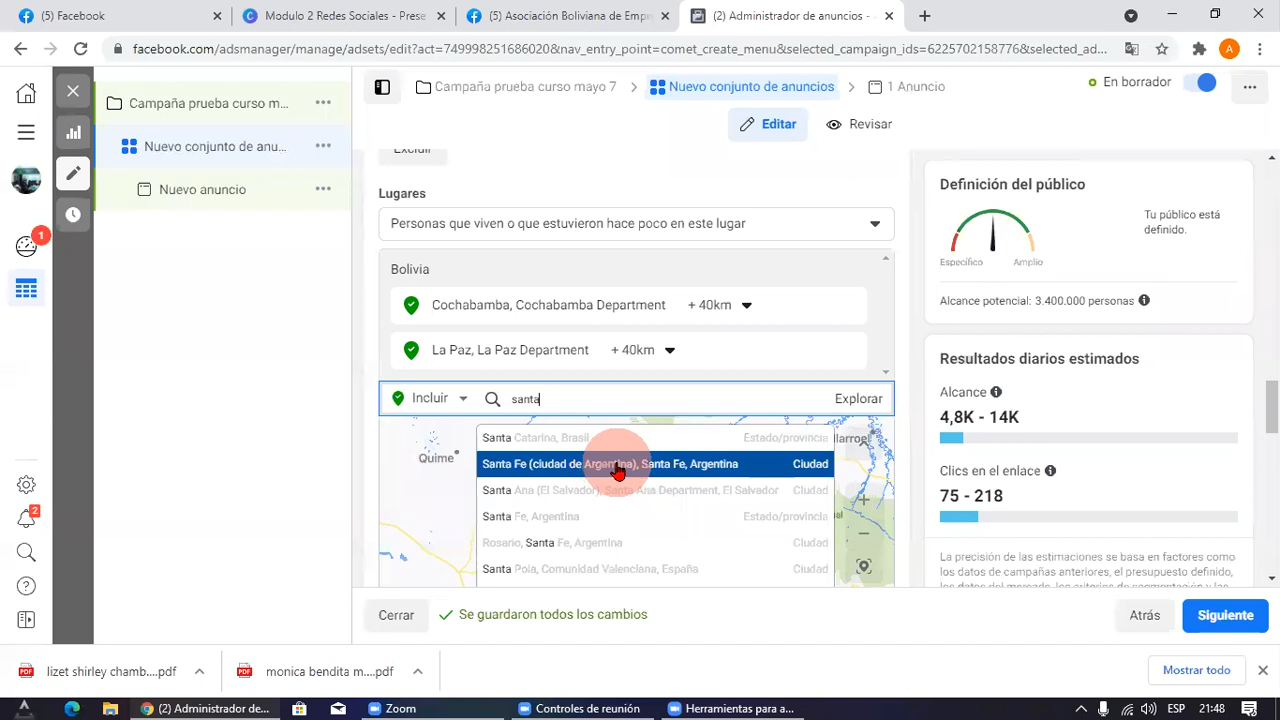 (5) Facebook
Modulo 2 Redes Sociales - Pres
(5) Asociación Boliviana de Empr
(2) Administrador de anuncios -
facebook.com/adsmanager/manage/adsets/edit?act=749998251686020&nav_entry_point=comet_create_menu&selected_campaign_ids=6225702158776&selected_ad...
A
Campaña prueba curso m...
Nuevo conjunto de anu...
Nuevo anuncio
1
2
Campaña prueba curso mayo 7
Nuevo conjunto de anuncios
1 Anuncio
En borrador
Editar
Revisar
Excluir
Lugares
Personas que viven o que estuvieron hace poco en este lugar
Bolivia
Cochabamba, Cochabamba Department + 40km
La Paz, La Paz Department + 40km
Incluir
santa
Explorar
Quime
Santa Catarina, Brasil Estado/provincia
Santa Fe (ciudad de Argentina), Santa Fe, Argentina Ciudad
Santa Ana (El Salvador), Santa Ana Department, El Salvador Ciudad
Santa Fe, Argentina Estado/provincia
Rosario, Santa Fe, Argentina Ciudad
Santa Pola, Comunidad Valenciana, España Ciudad
Definición del público
Tu público está
definido.
Específico
Amplio
Alcance potencial: 3.400.000 personas
Resultados diarios estimados
Alcance
4,8K - 14K
Clics en el enlace
75 - 218
La precisión de las estimaciones se basa en factores como
los datos de campañas anteriores, el presupuesto definido,
los datos del mercado, los criterios de segmentación y las
Cerrar
Se guardaron todos los cambios
Atrás
Siguiente
lizet shirley chamb....pdf
monica bendita m....pdf
Mostrar todo
(2) Administrador de...
Zoom
Controles de reunión
Herramientas para a...
ESP
21:48